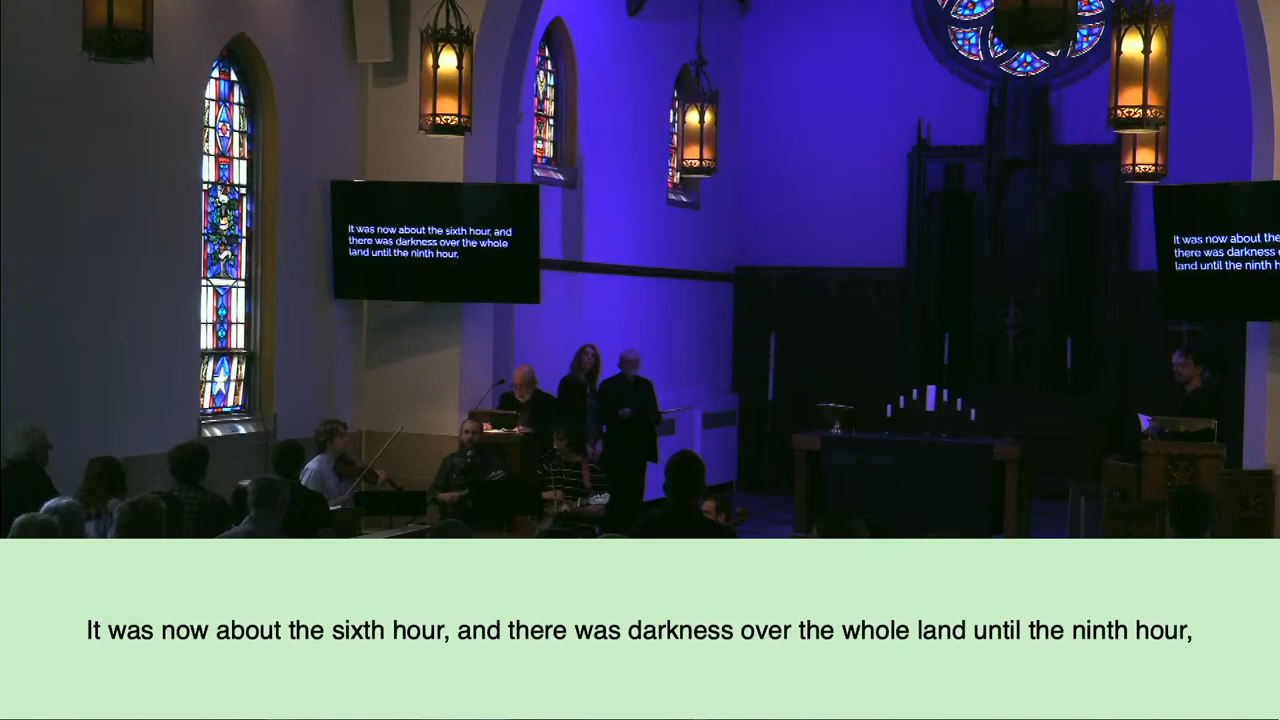 It was now about the sixth hour, and
there was darkness over the whole
land until the ninth hour,
It was now about the
there was darkness
land until the ninth
It was now about the sixth hour, and there was darkness over the whole land until the ninth hour,